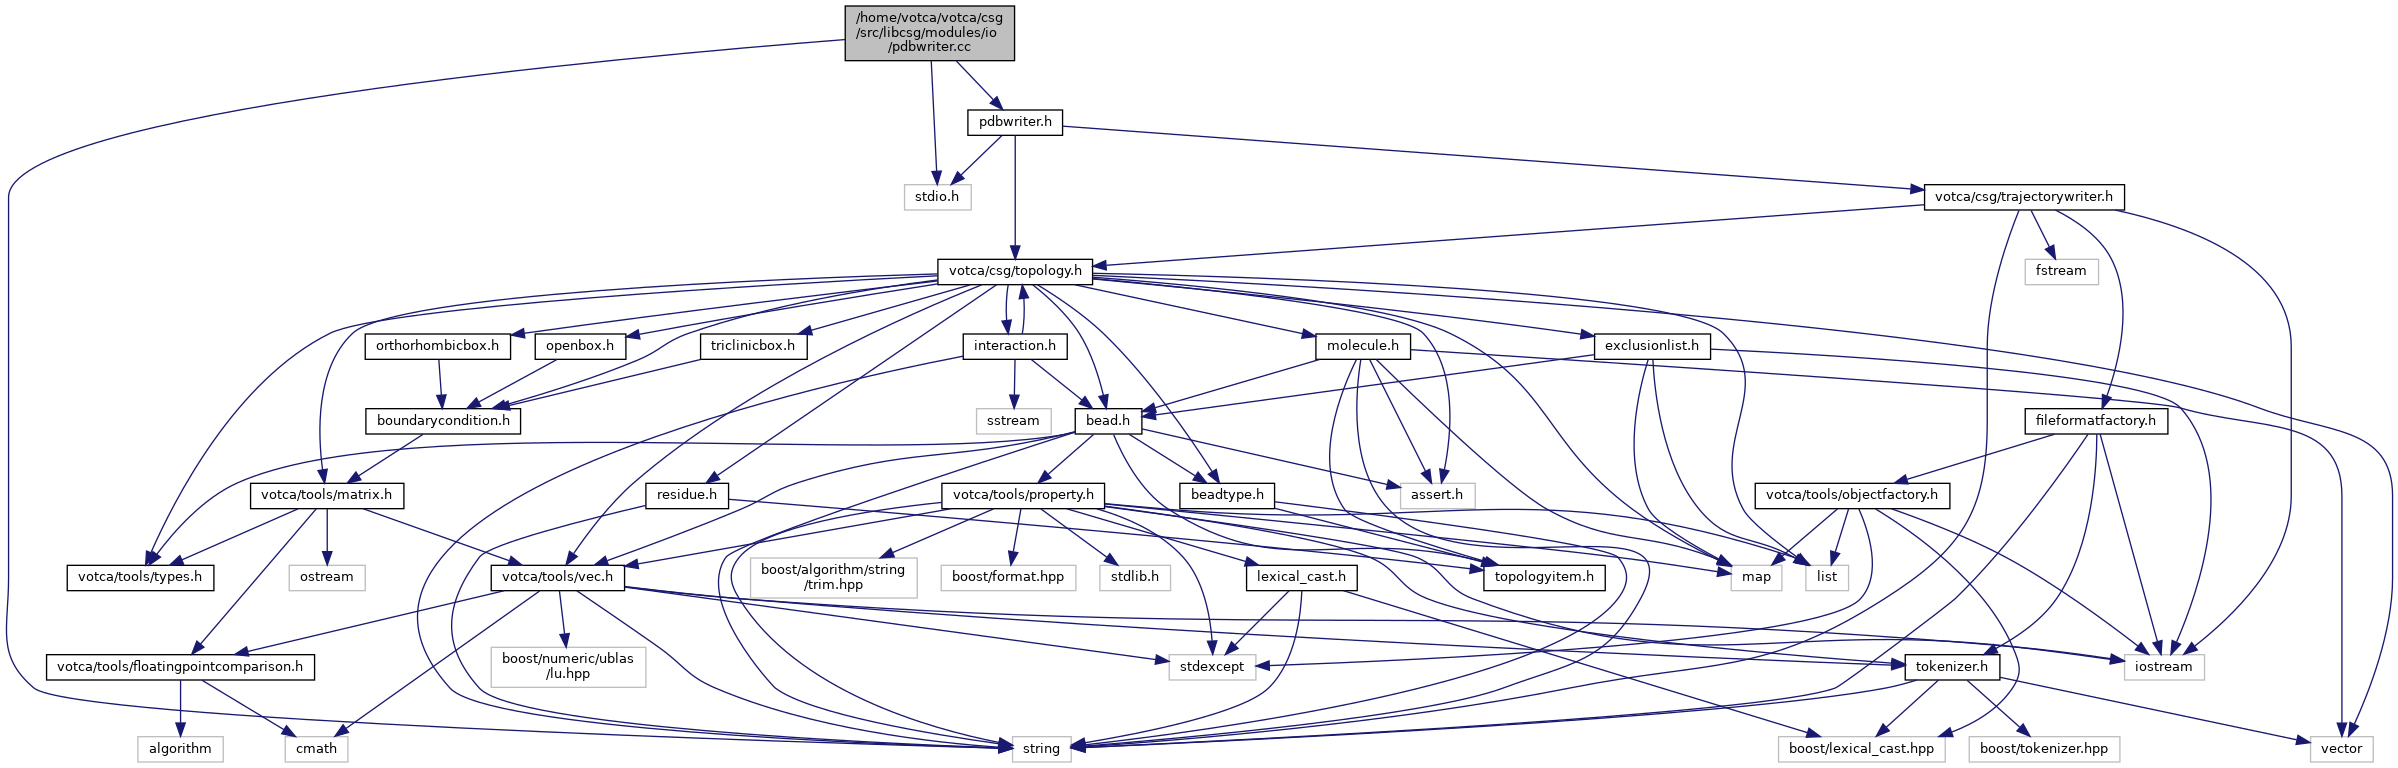 /home/votca/votca/csg
/src/libcsg/modules/io
/pdbwriter.cc
pdbwriter.h
stdio.h
votca/csg/trajectorywriter.h
votca/csg/topology.h
fstream
orthorhombicbox.h
openbox.h
triclinicbox.h
interaction.h
molecule.h
exclusionlist.h
boundarycondition.h
sstream
bead.h
fileformatfactory.h
votca/tools/matrix.h
residue.h
votca/tools/property.h
beadtype.h
assert.h
votca/tools/objectfactory.h
votca/tools/types.h
ostream
votca/tools/vec.h
boost/algorithm/string
/trim.hpp
boost/format.hpp
stdlib.h
lexical_cast.h
topologyitem.h
map
list
votca/tools/floatingpointcomparison.h
boost/numeric/ublas
/lu.hpp
stdexcept
tokenizer.h
iostream
algorithm
cmath
string
boost/lexical_cast.hpp
boost/tokenizer.hpp
vector